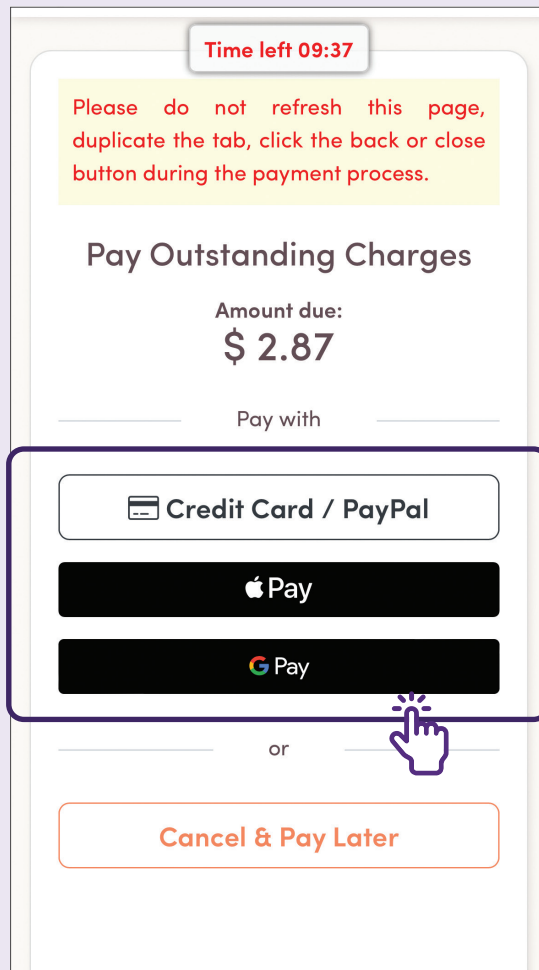 Time left 09:37
Please do not refresh this page,
duplicate the tab, click the back or close
button during the payment process.
Pay Outstanding Charges
Amount due:
$ 2.87
Pay with
Credit Card / PayPal
Pay
G Pay
or
Cancel & Pay Later